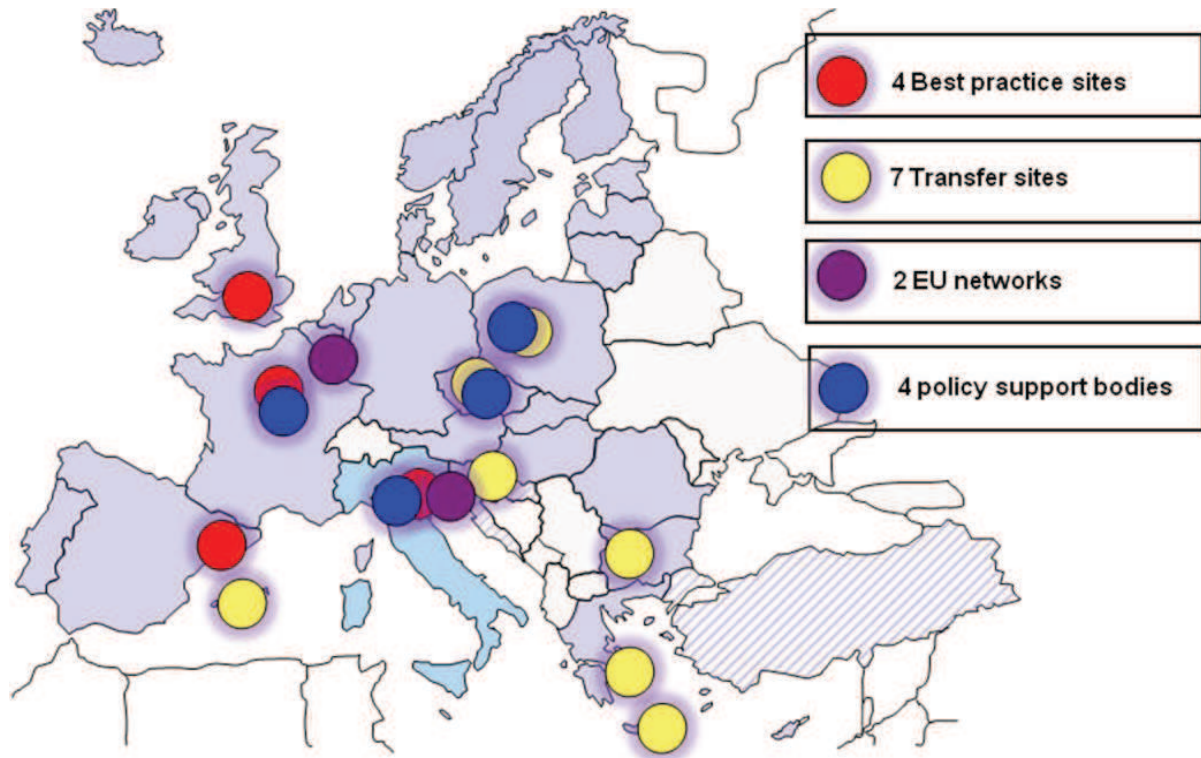 4 Best practice sites
7 Transfer sites
2 EU networks
4 policy support bodies